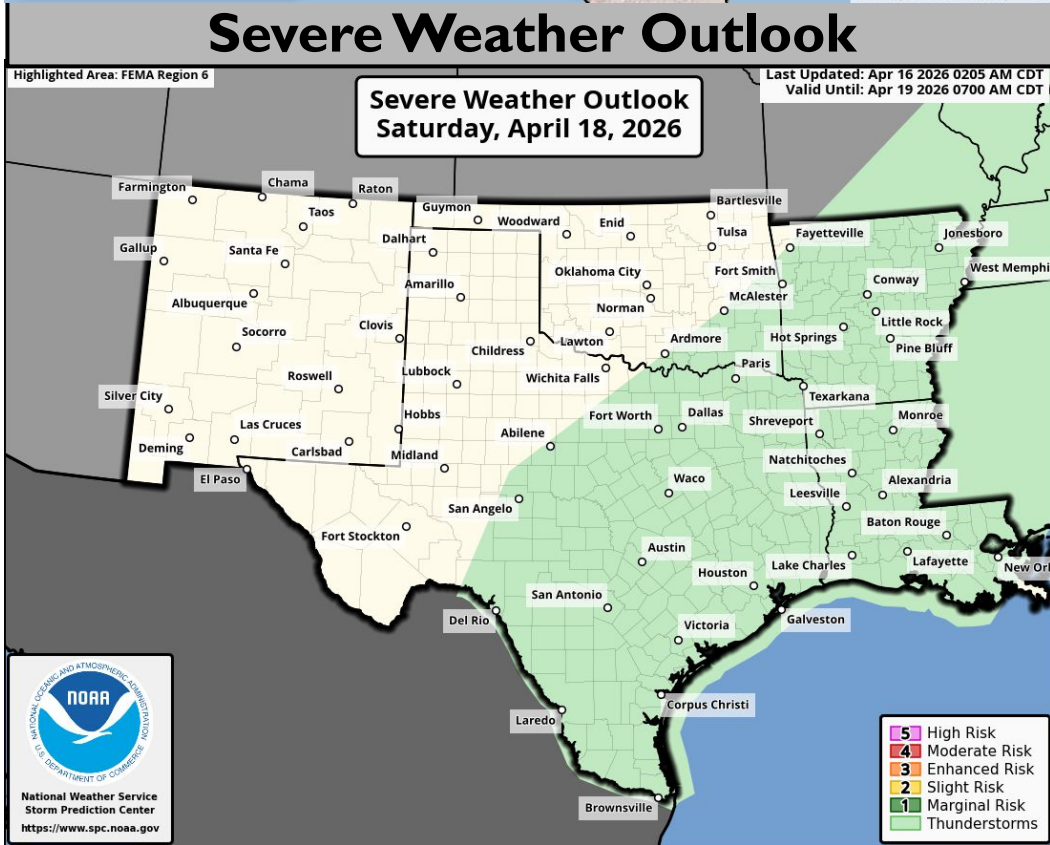 Severe Weather Outlook
Highlighted Area: FEMA Region 6
Last Updated: Apr 16 2026 0205 AM CDT
Valid Until: Apr 19 2026 0700 AM CDT
Severe Weather Outlook
Saturday, April 18, 2026
Farmington
Chama
Raton
Taos
Guymon
Woodward
Enid
Bartlesville
Gallup
Santa Fe
Dalhart
Tulsa
Fayetteville
Jonesboro
Oklahoma City
Fort Smith
West Memphi
Albuquerque
Amarillo
Norman
McAlester
Conway
Socorro
Clovis
Childress
Lawton
Ardmore
Hot Springs
Little Rock
Pine Bluff
Roswell
Lubbock
Wichita Falls
Paris
Texarkana
Silver City
Las Cruces
Hobbs
Fort Worth
Dallas
Shreveport
Monroe
Deming
Carlsbad
Midland
Abilene
Natchitoches
El Paso
San Angelo
Waco
Leesville
Alexandria
Fort Stockton
Baton Rouge
Austin
Houston
Lake Charles
Lafayette
New Orl
Del Rio
San Antonio
Victoria
Galveston
Laredo
Corpus Christi
Brownsville
NATIONAL OCEANIC AND ATMOSPHERIC ADMINISTRATION
NOAA
U.S. DEPARTMENT OF COMMERCE
National Weather Service
Storm Prediction Center
https://www.spc.noaa.gov
5 High Risk
4 Moderate Risk
3 Enhanced Risk
2 Slight Risk
1 Marginal Risk
Thunderstorms